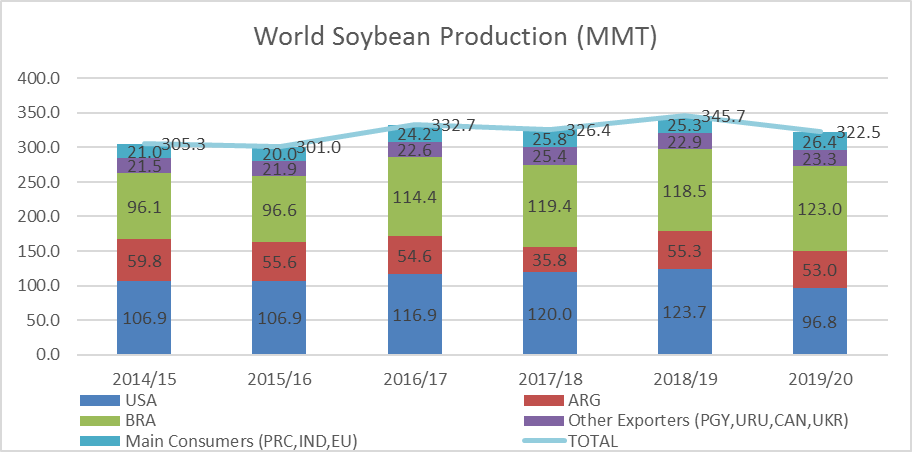 World Soybean Production (MMT)
400.0
350.0
300.0
250.0
200.0
150.0
100.0
50.0
0.0
305.3 301.0 332.7 326.4 345.7 322.5
21.0 20.0 24.2 25.8 25.3 26.4
21.5 21.9 22.6 25.4 22.9 23.3
96.1 96.6 114.4 119.4 118.5 123.0
59.8 55.6 54.6 35.8 55.3 53.0
106.9 106.9 116.9 120.0 123.7 96.8
2014/15 2015/16 2016/17 2017/18 2018/19 2019/20
USA ARG
BRA Other Exporters (PGY,URU,CAN,UKR)
Main Consumers (PRC,IND,EU) TOTAL